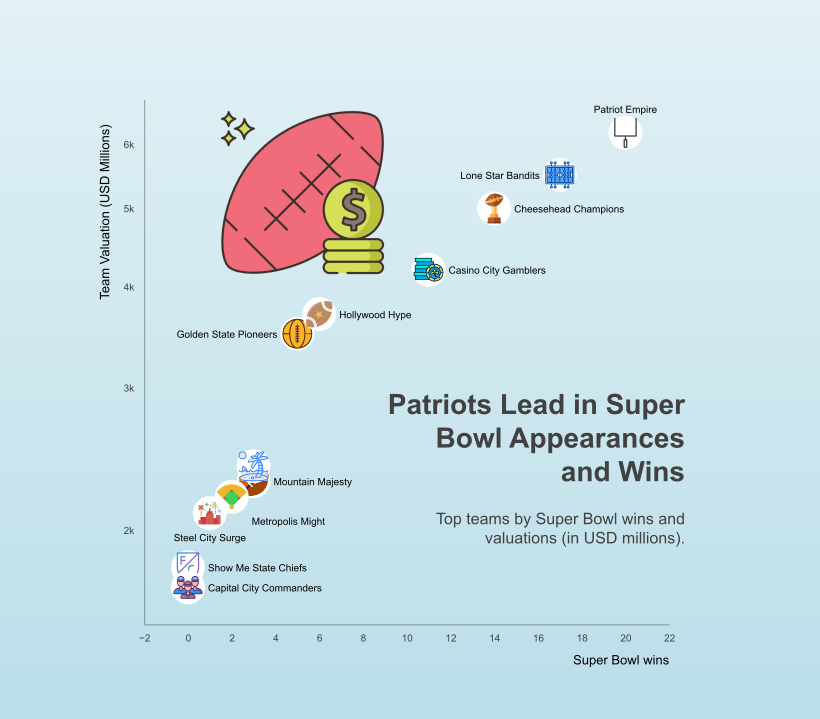 Patriot Empire
6k
Lone Star Bandits
5k
Cheesehead Champions
$
Casino City Gamblers
4k
Hollywood Hype
Golden State Pioneers
3k
Patriots Lead in Super
Bowl Appearances
and Wins
Mountain Majesty
Metropolis Might
Top teams by Super Bowl wins and
valuations (in USD millions).
2k
Steel City Surge
Show Me State Chiefs
Capital City Commanders
Team Valuation (USD Millions)
−2 0 2 4 6 8 10 12 14 16 18 20 22
Super Bowl wins